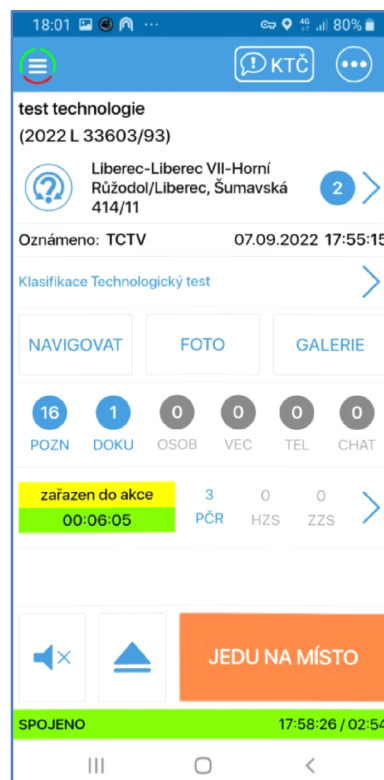 18:01 ... 4G 80%
KTČ
test technologie
(2022 L 33603/93)
Liberec-Liberec VII-Horní
Růžodol/Liberec, Šumavská
414/11
2
Oznámeno: TCTV 07.09.2022 17:55:15
Klasifikace Technologický test
NAVIGOVAT FOTO GALERIE
16 1 0 0 0 0
POZN DOKU OSOB VEC TEL CHAT
zařazen do akce 3 0 0
00:06:05 PČR HZS ZZS
JEDU NA MÍSTO
SPOJENO 17:58:26 / 02:54